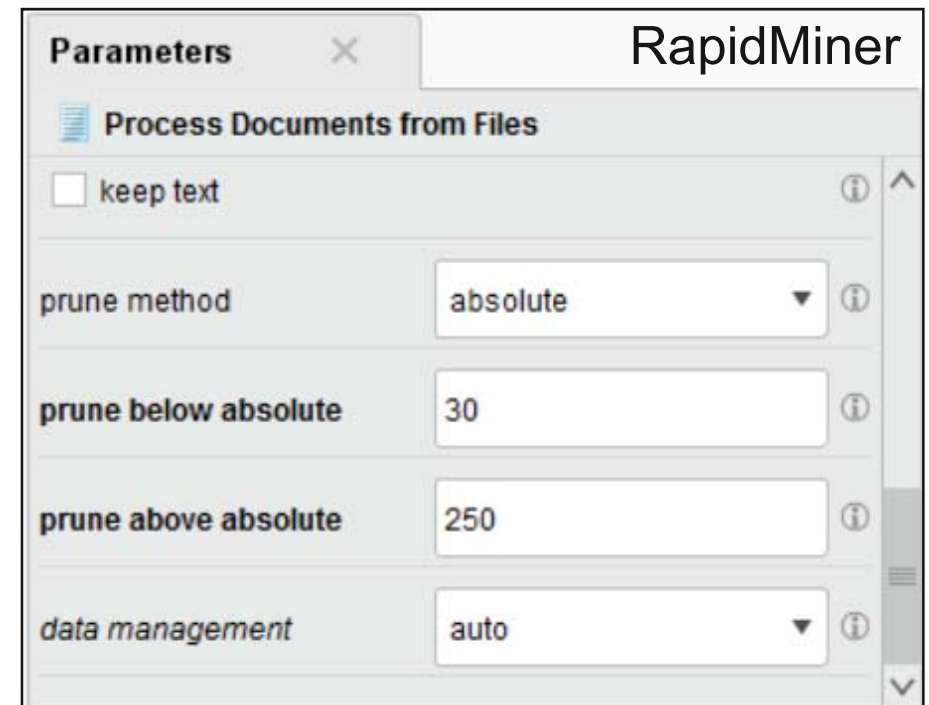 Parameters
RapidMiner
Process Documents from Files
keep text
prune method absolute
prune below absolute 30
prune above absolute 250
data management auto